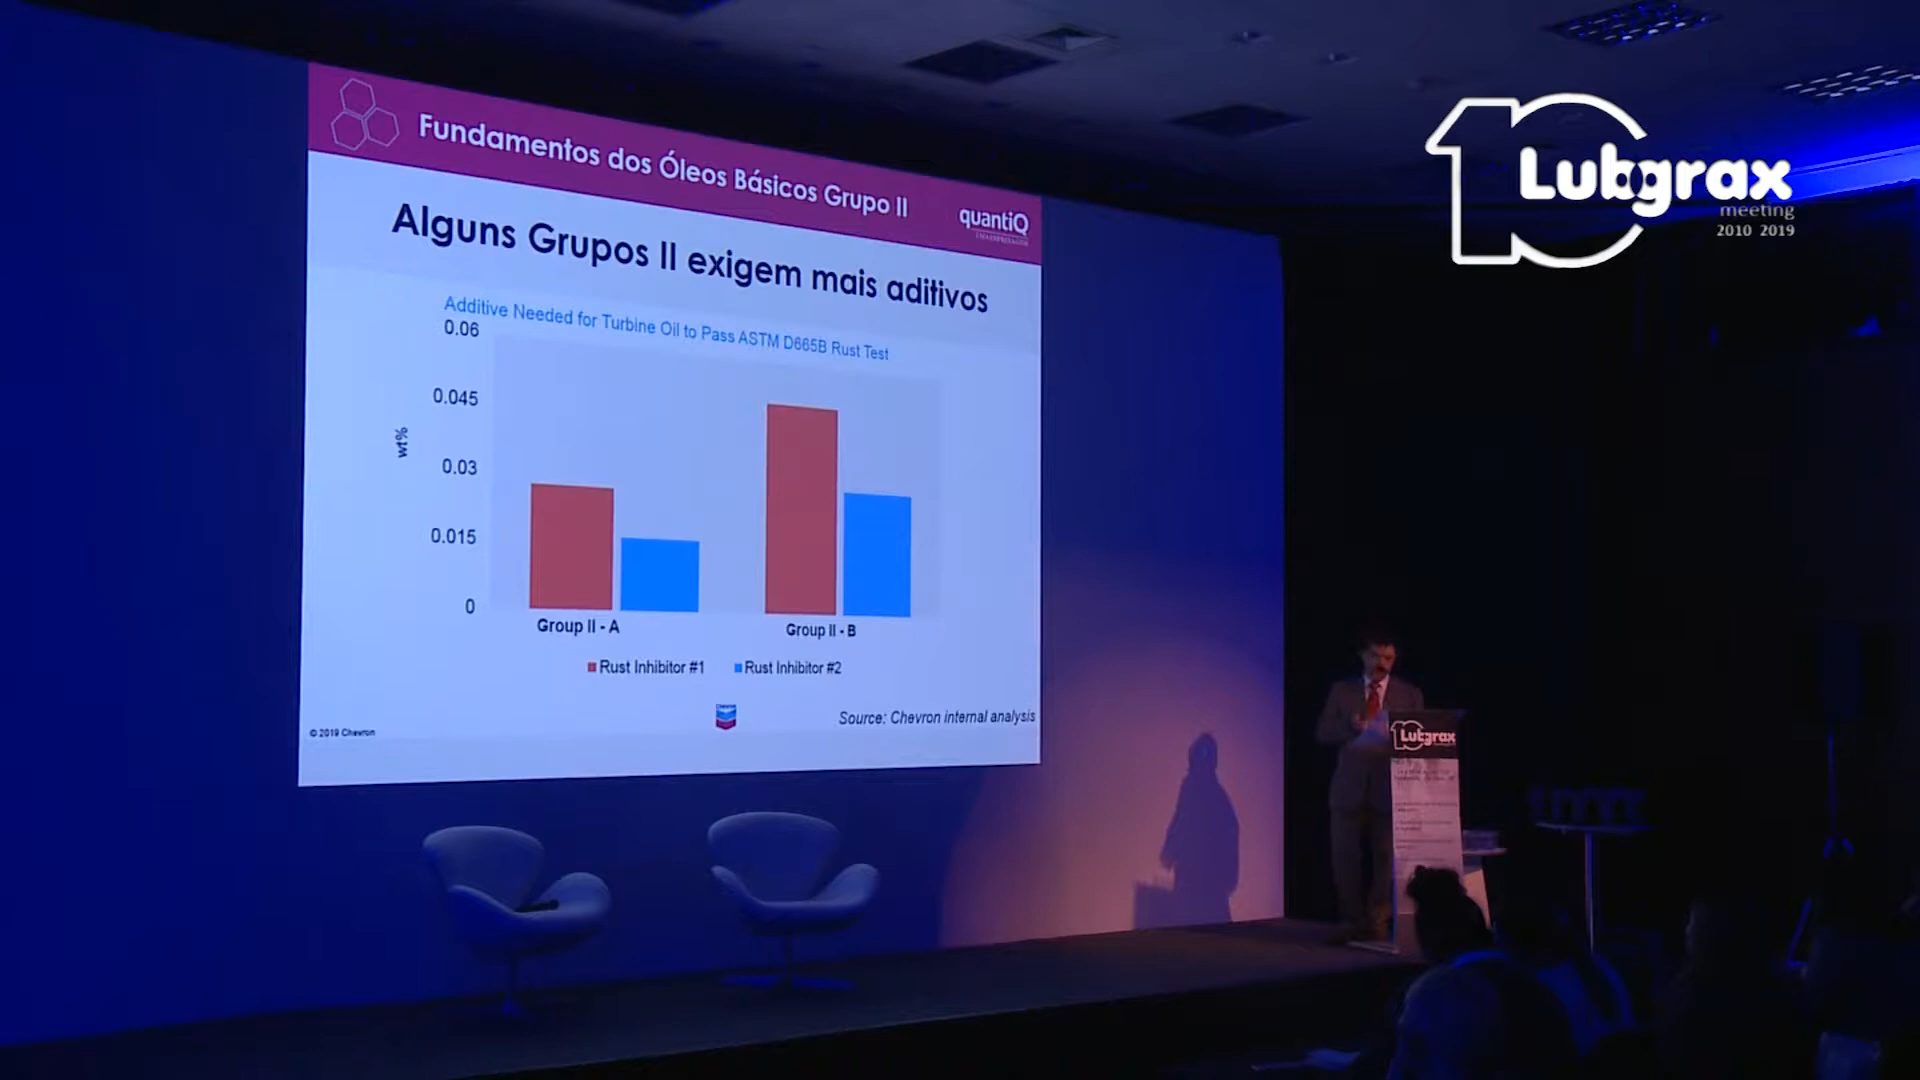 Fundamentos dos Óleos Básicos Grupo II
quantiQ
Alguns Grupos II exigem mais aditivos
Additive Needed for Turbine Oil to Pass ASTM D665B Rust Test
0.06
0.045
wt%
0.03
0.015
0
Group II - A
Group II - B
Rust Inhibitor #1
Rust Inhibitor #2
Source: Chevron internal analysis
© 2019 Chevron
10
Lubgrax
meeting
2010 2019
10
Lubgrax